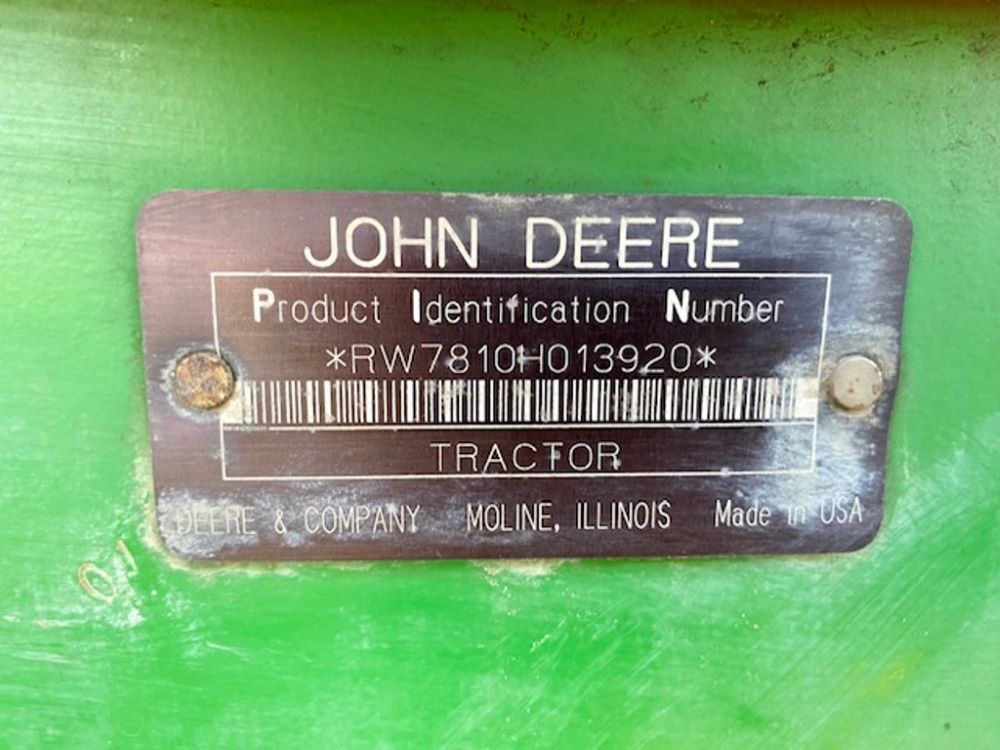 JOHN DEERE
Product Identification Number
*RW7810H013920*
TRACTOR
DEERE & COMPANY MOLINE, ILLINOIS Made in USA